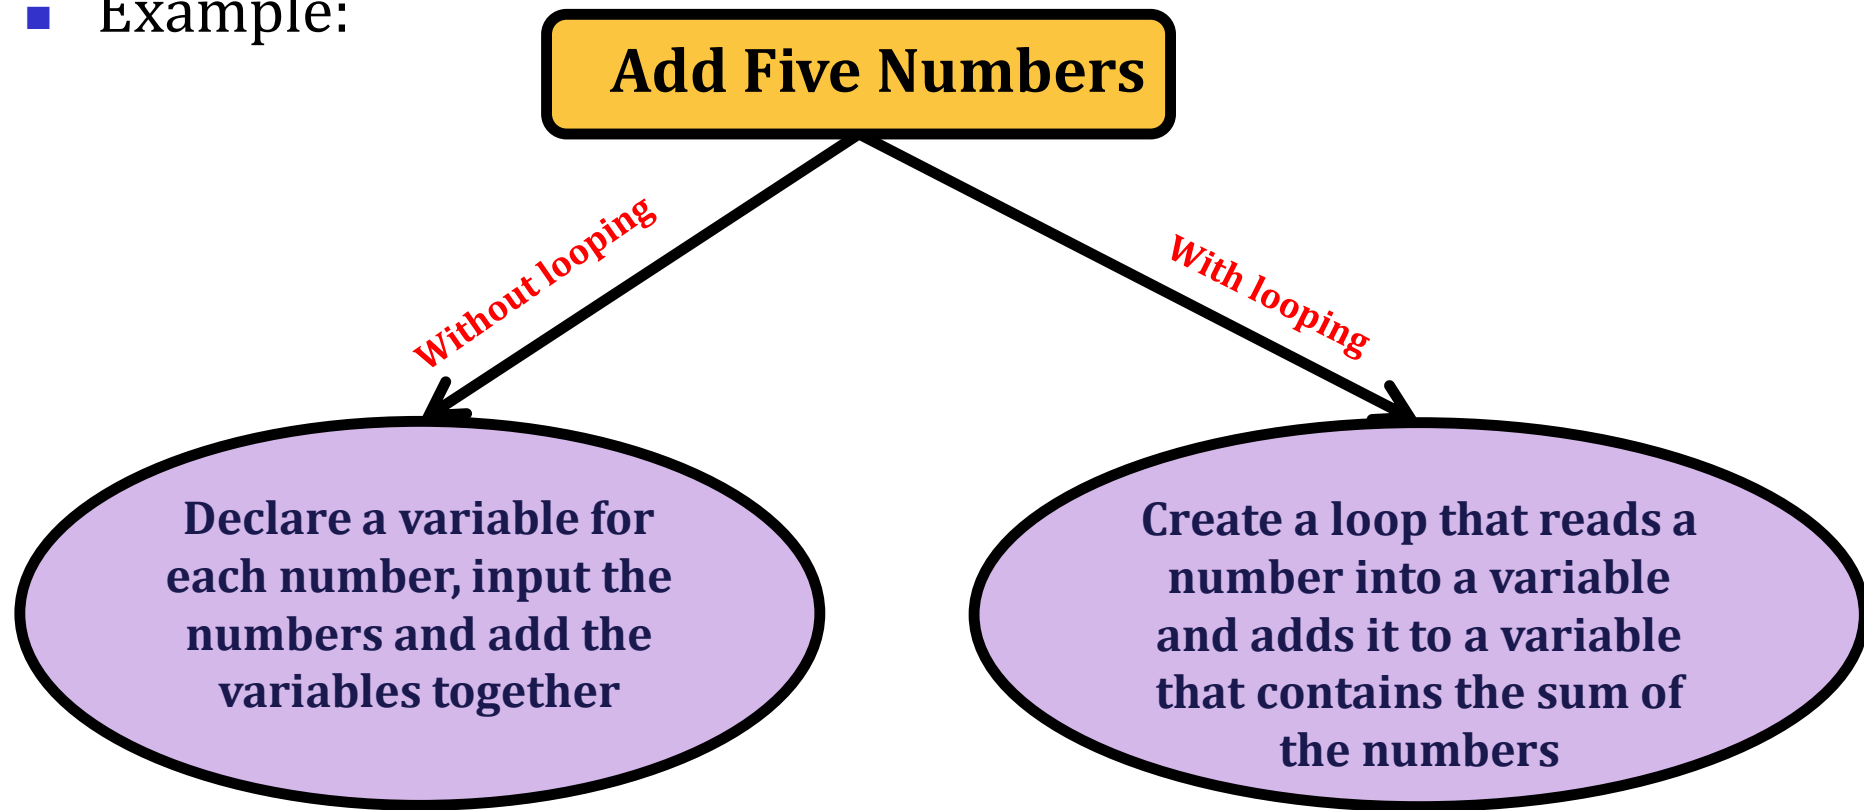 ▪ Example:
Add Five Numbers
Without looping
With looping
Declare a variable for
each number, input the
numbers and add the
variables together
Create a loop that reads a
number into a variable
and adds it to a variable
that contains the sum of
the numbers